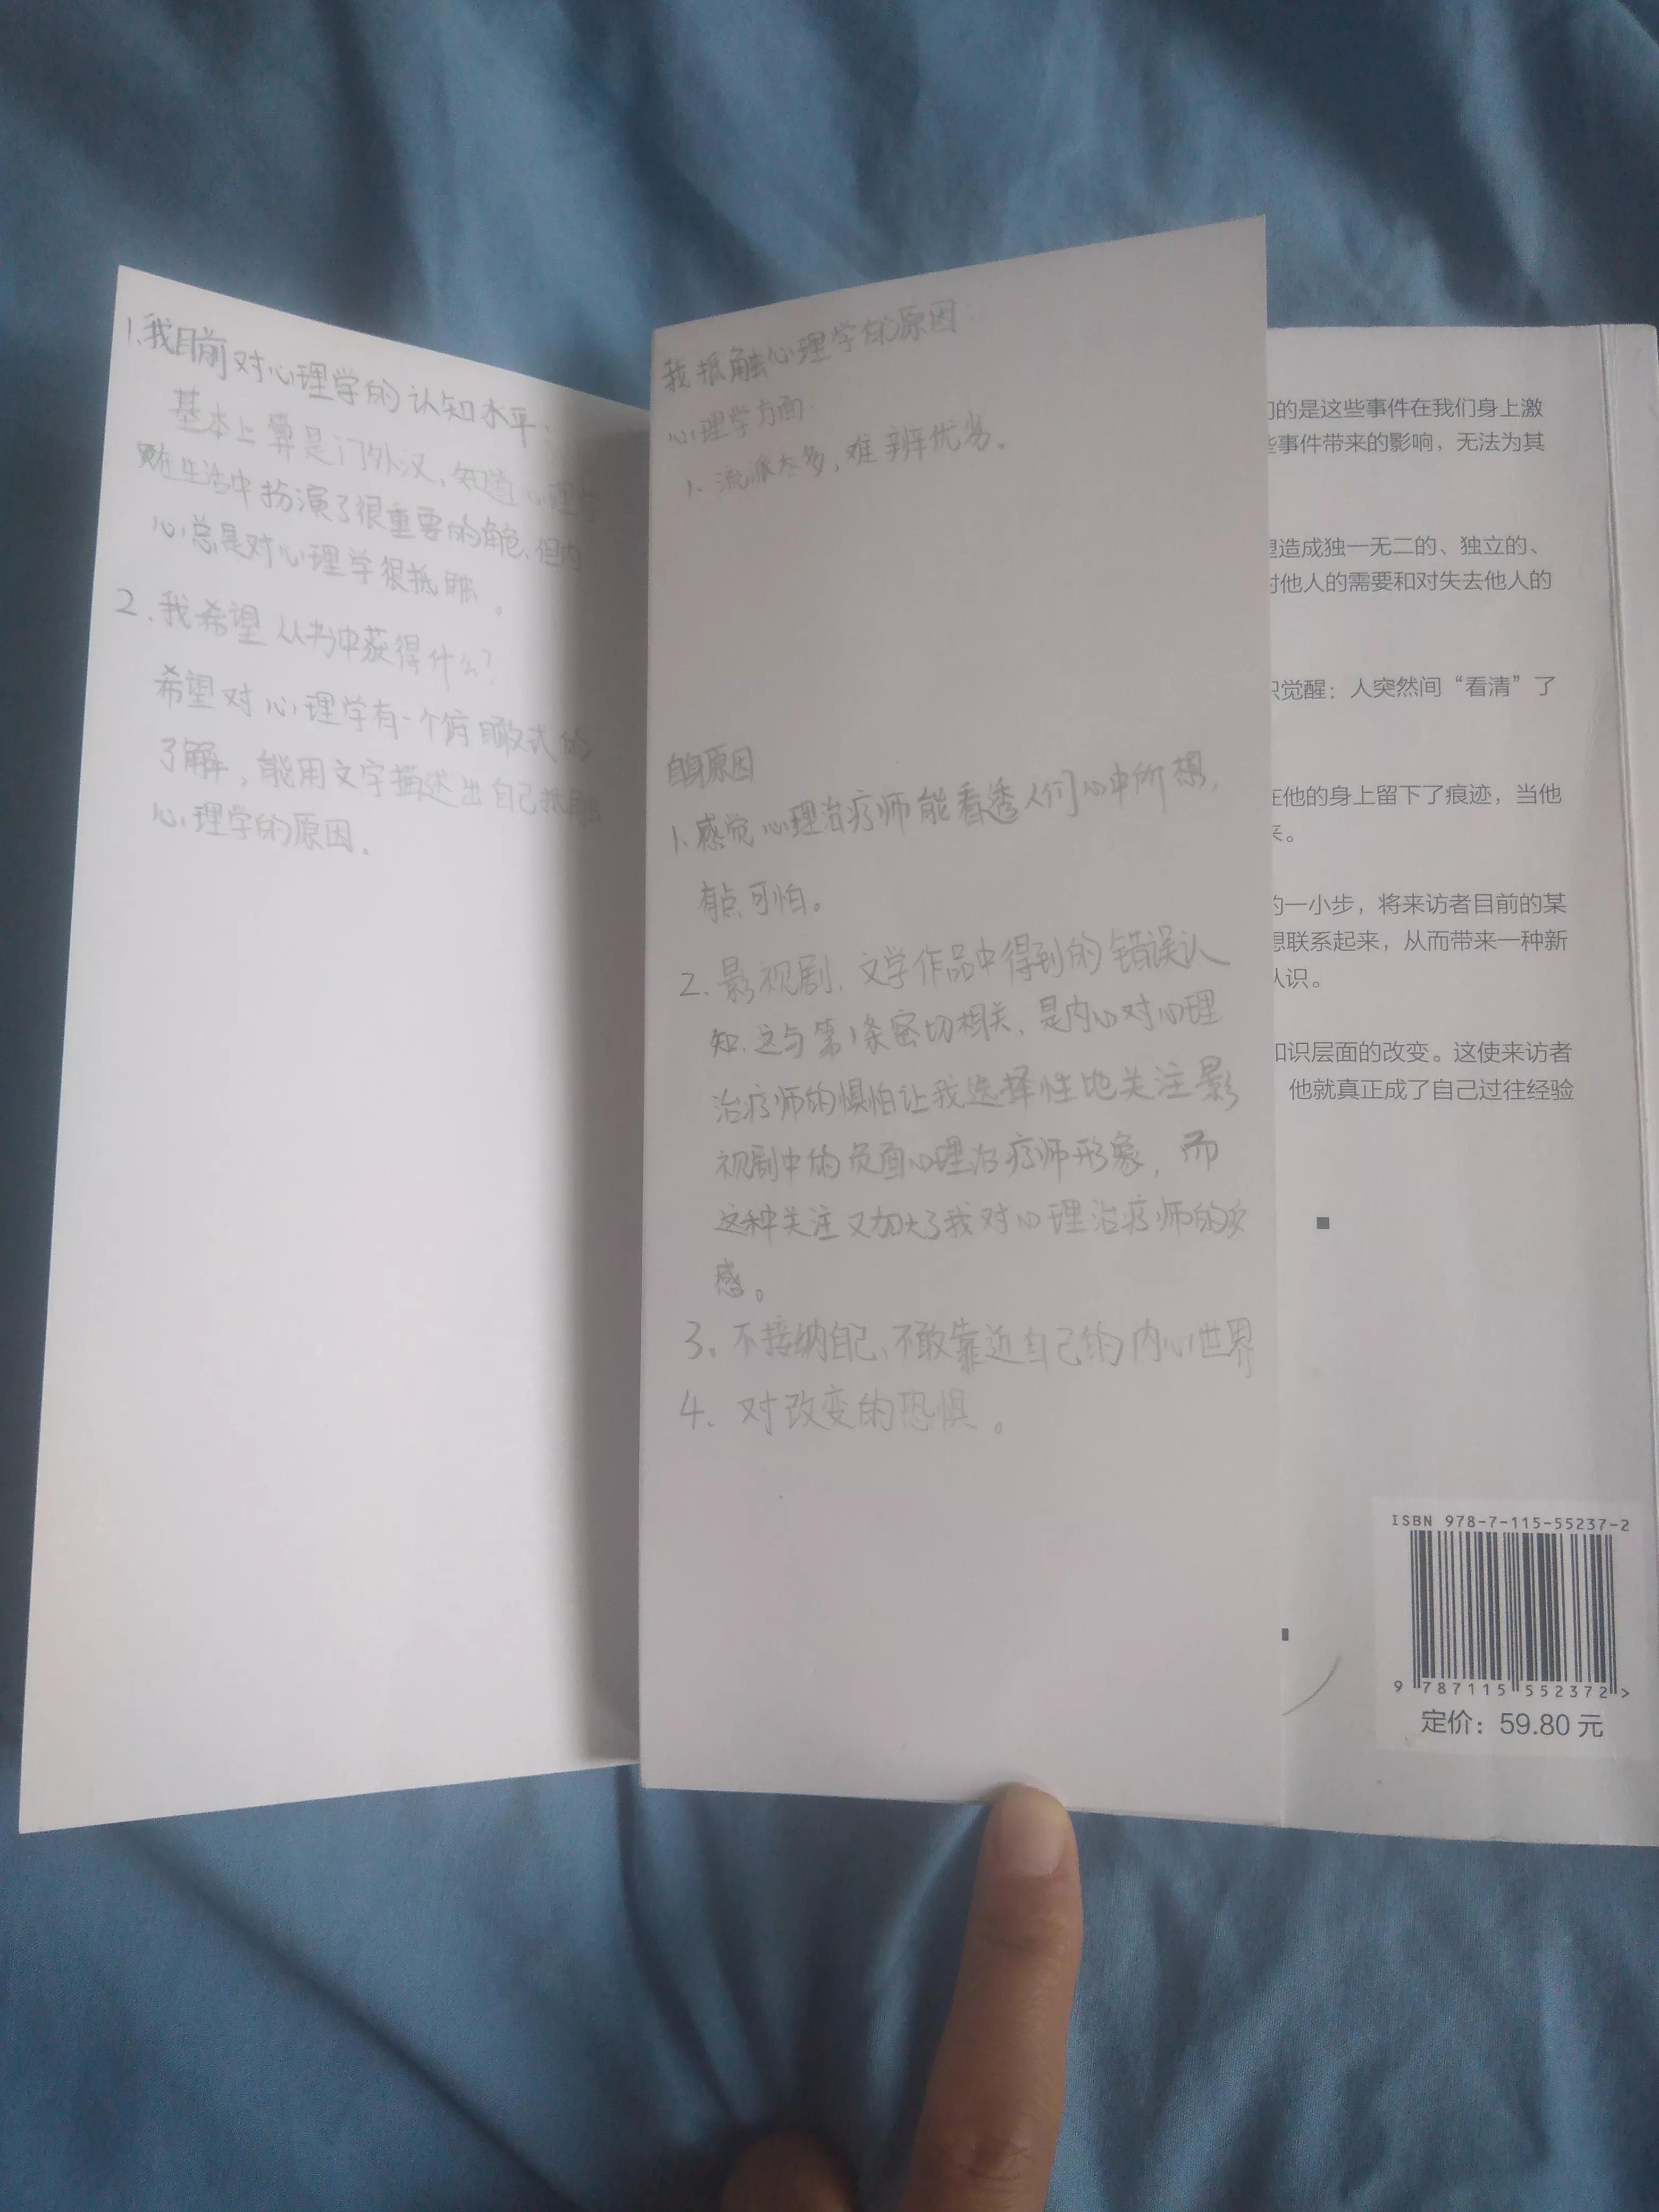 1.我目前对心理学的认知水平：
基本上算是门外汉,知道心理学
在生活中扮演了很重要的角色,但内
心总是对心理学很抵触。
2.我希望从书中获得什么？
希望对心理学有一个俯瞰式的
了解,能用文字描述出自己抵触
心理学的原因.
我抵触心理学的原因：
心理学方面：
1、流派太多,难辨优劣。
自身原因
1、感觉心理治疗师能看透人们心中所想,
有点可怕。
2.影视剧、文学作品中得到的错误认
知.这与第1条密切相关、是内心对心理
治疗师的惧怕让我选择性地关注影
视剧中的负面心理治疗师形象,而
这种关注又加大了我对心理治疗师的反
感。
3.不接纳自己、不敢靠近自己的内心世界
4.对改变的恐惧。
们的是这些事件在我们身上激
些事件带来的影响，无法为其
塑造成独一无二的、独立的、
对他人的需要和对失去他人的
识觉醒：人突然间“看清”了
在他的身上留下了痕迹，当他
来。
的一小步，将来访者目前的某
想联系起来，从而带来一种新
认识。
知识层面的改变。这使来访者
他就真正成了自己过往经验
ISBN 978-7-115-55237-2
9 787115 552372 >
定价：59.80 元